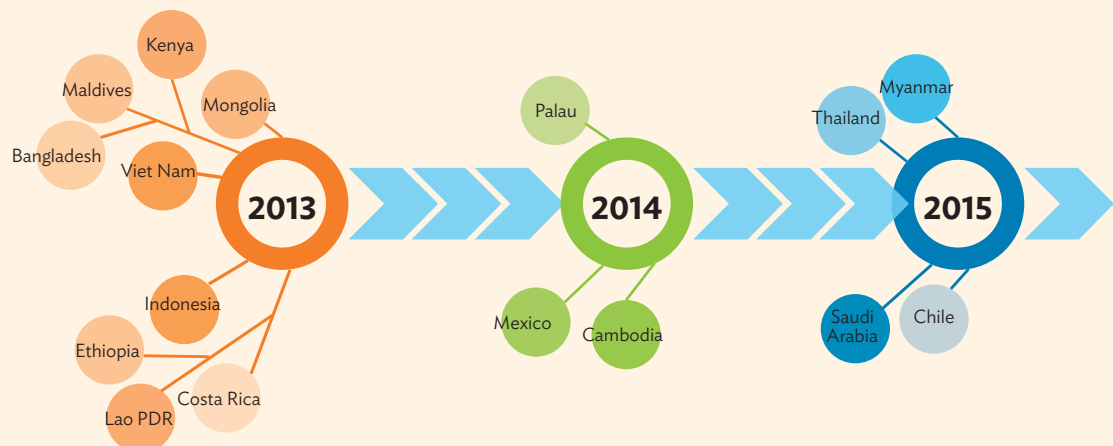 Kenya
Maldives
Mongolia
Bangladesh
Viet Nam
2013
Indonesia
Ethiopia
Costa Rica
Lao PDR
Palau
2014
Mexico
Cambodia
Myanmar
Thailand
2015
Saudi
Arabia
Chile